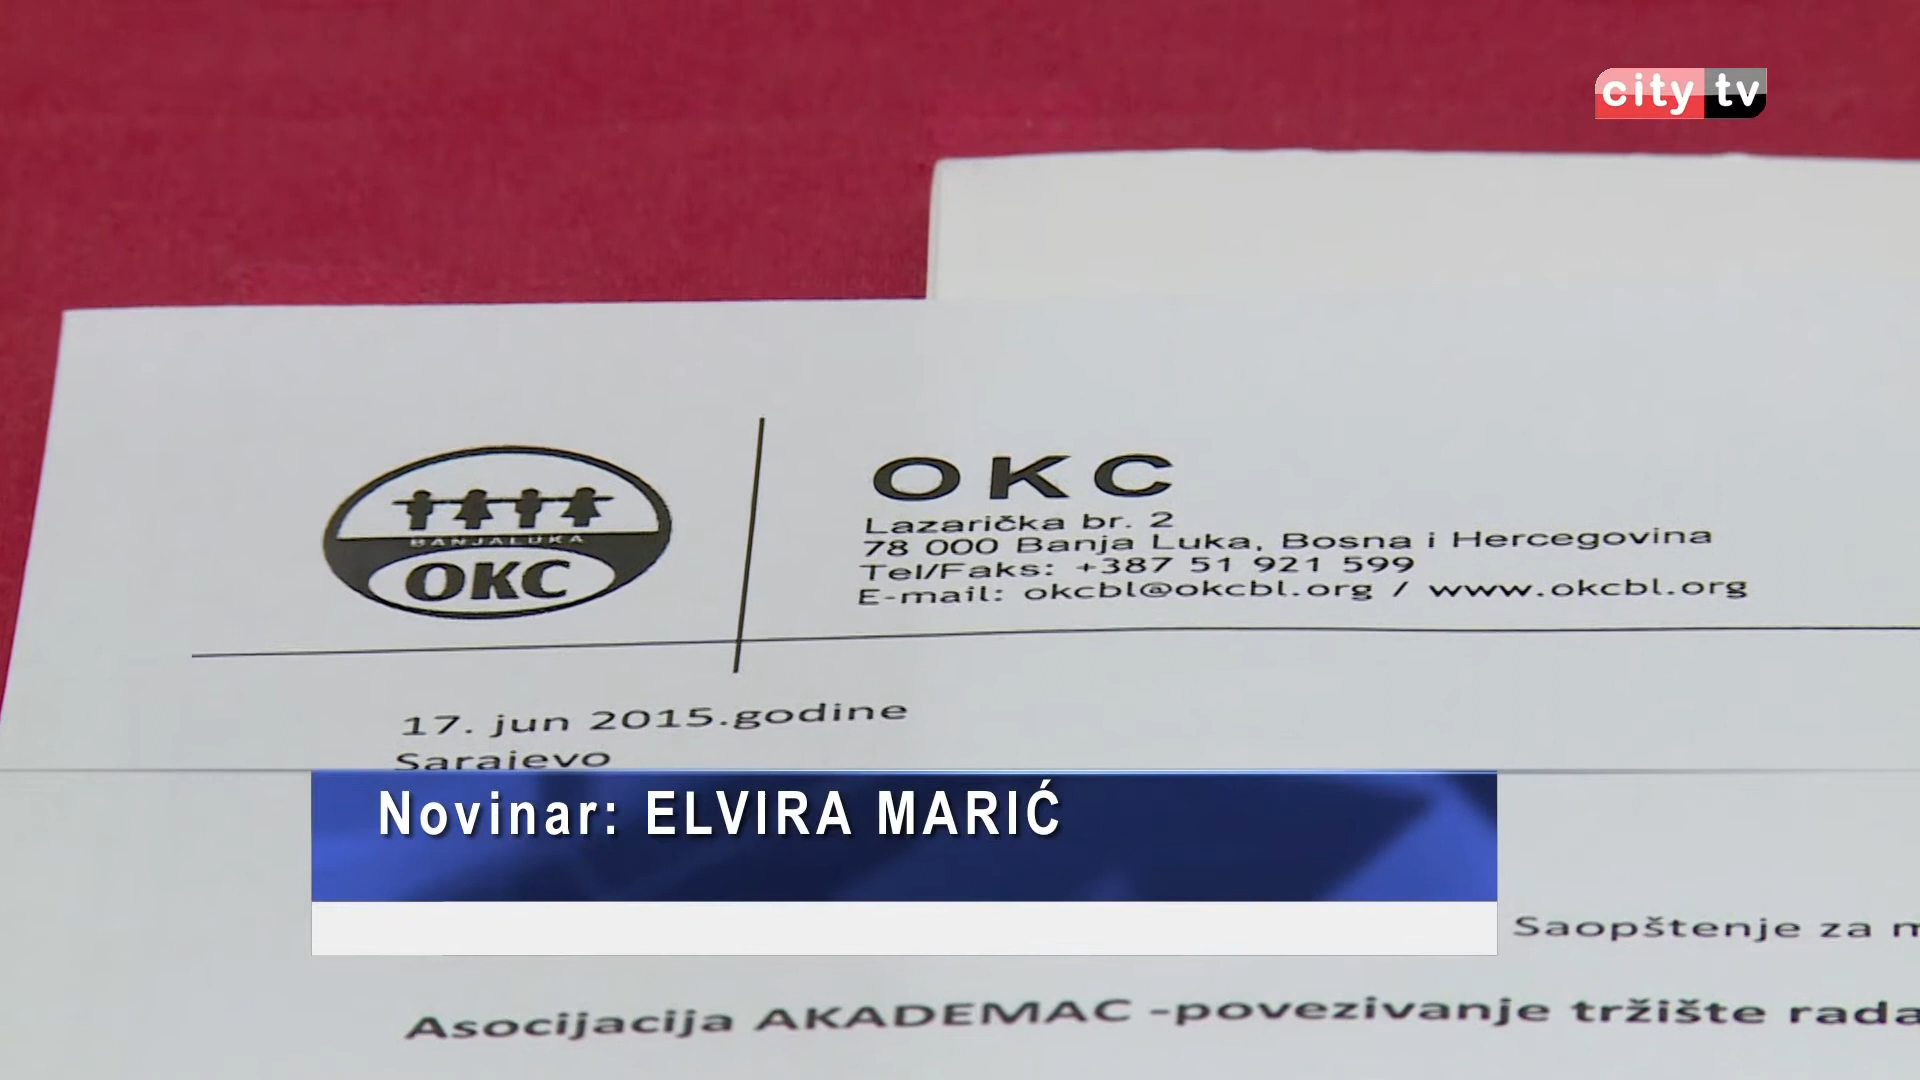 city tv
OKC
Lazarička br. 2
78 000 Banja Luka, Bosna i Hercegovina
Tel/Faks: +387 51 921 599
E-mail: okcbl@okcbl.org / www.okcbl.org
BANJALUKA
OKC
17. jun 2015.godine
Sarajevo
Novinar: ELVIRA MARIĆ
Saopštenje za
Asocijacija AKADEMAC -povezivanje tržište rada